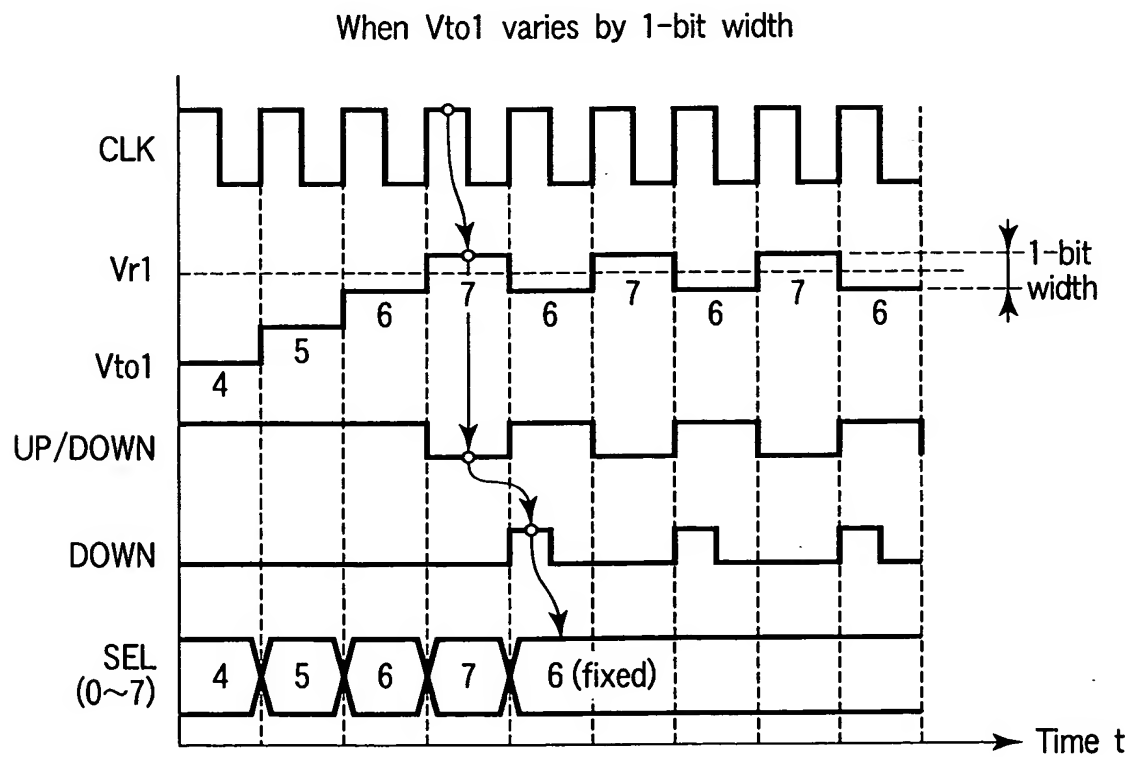 When Vto1 varies by 1-bit width
CLK
Vr1
1-bit
width
7
7
7
6
6
6
6
5
Vto1
4
UP/DOWN
DOWN
SEL
(0~7)
4
5
6
7
6 (fixed)
Time t